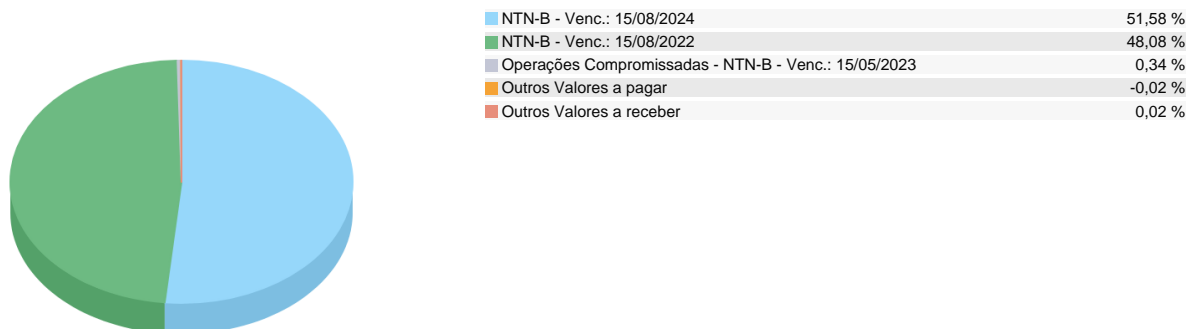 NTN-B - Venc.: 15/08/2024 51,58 %
NTN-B - Venc.: 15/08/2022 48,08 %
Operações Compromissadas - NTN-B - Venc.: 15/05/2023 0,34 %
Outros Valores a pagar -0,02 %
Outros Valores a receber 0,02 %